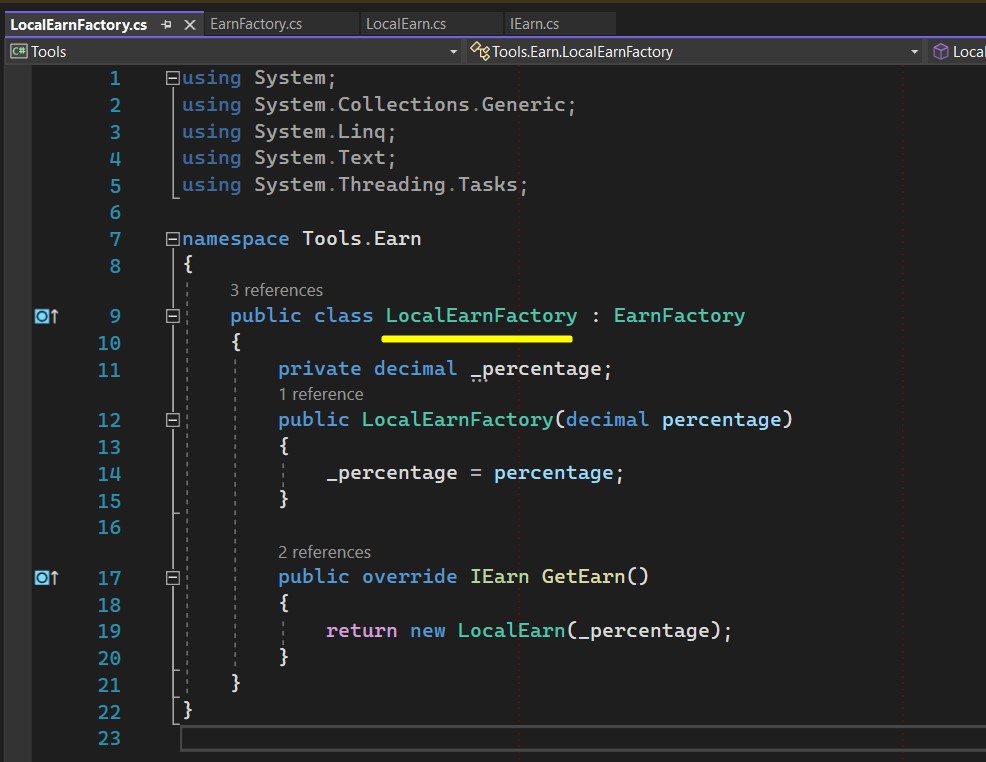 LocalEarnFactory.cs EarnFactory.cs LocalEarn.cs IEarn.cs
C# Tools Tools.Earn.LocalEarnFactory Local
1 using System;
2 using System.Collections.Generic;
3 using System.Linq;
4 using System.Text;
5 using System.Threading.Tasks;
6
7 namespace Tools.Earn
8 {
3 references
9 public class LocalEarnFactory : EarnFactory
10 {
11 private decimal _percentage;
1 reference
12 public LocalEarnFactory(decimal percentage)
13 {
14 _percentage = percentage;
15 }
16
2 references
17 public override IEarn GetEarn()
18 {
19 return new LocalEarn(_percentage);
20 }
21 }
22 }
23